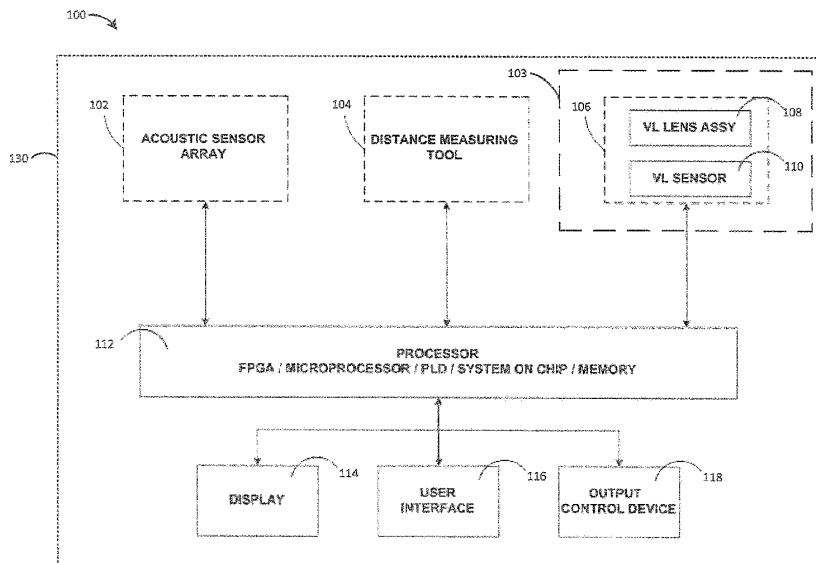 100
103
102
ACOUSTIC SENSOR
ARRAY
104
DISTANCE MEASURING
TOOL
106
VL LENS ASSY
108
130
VL SENSOR
110
112
PROCESSOR
FPGA / MICROPROCESSOR / PLD / SYSTEM ON CHIP / MEMORY
DISPLAY
114
USER
INTERFACE
116
OUTPUT
CONTROL DEVICE
118